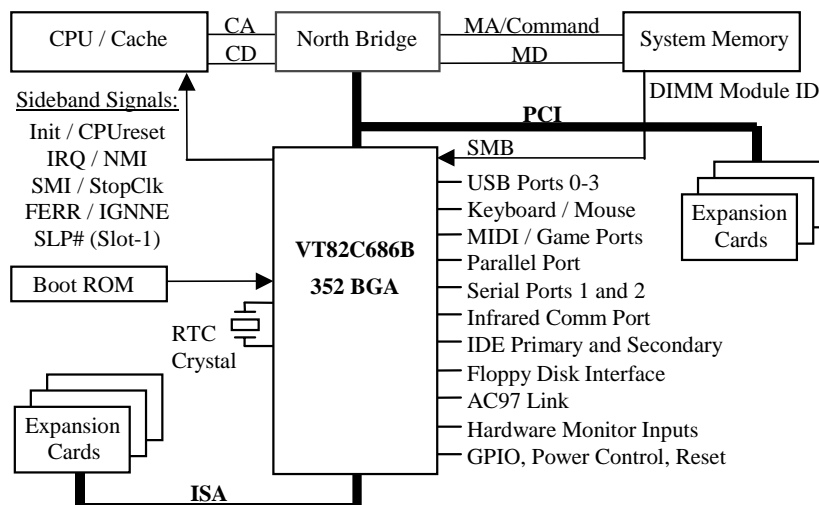 CPU / Cache
CA
CD
North Bridge
MA/Command
MD
System Memory
Sideband Signals:
Init / CPUreset
IRQ / NMI
SMI / StopClk
FERR / IGNNE
SLP# (Slot-1)
DIMM Module ID
PCI
SMB
USB Ports 0-3
Keyboard / Mouse
MIDI / Game Ports
Parallel Port
Serial Ports 1 and 2
Infrared Comm Port
IDE Primary and Secondary
Floppy Disk Interface
AC97 Link
Hardware Monitor Inputs
GPIO, Power Control, Reset
Expansion
Cards
VT82C686B
352 BGA
Boot ROM
RTC
Crystal
Expansion
Cards
ISA